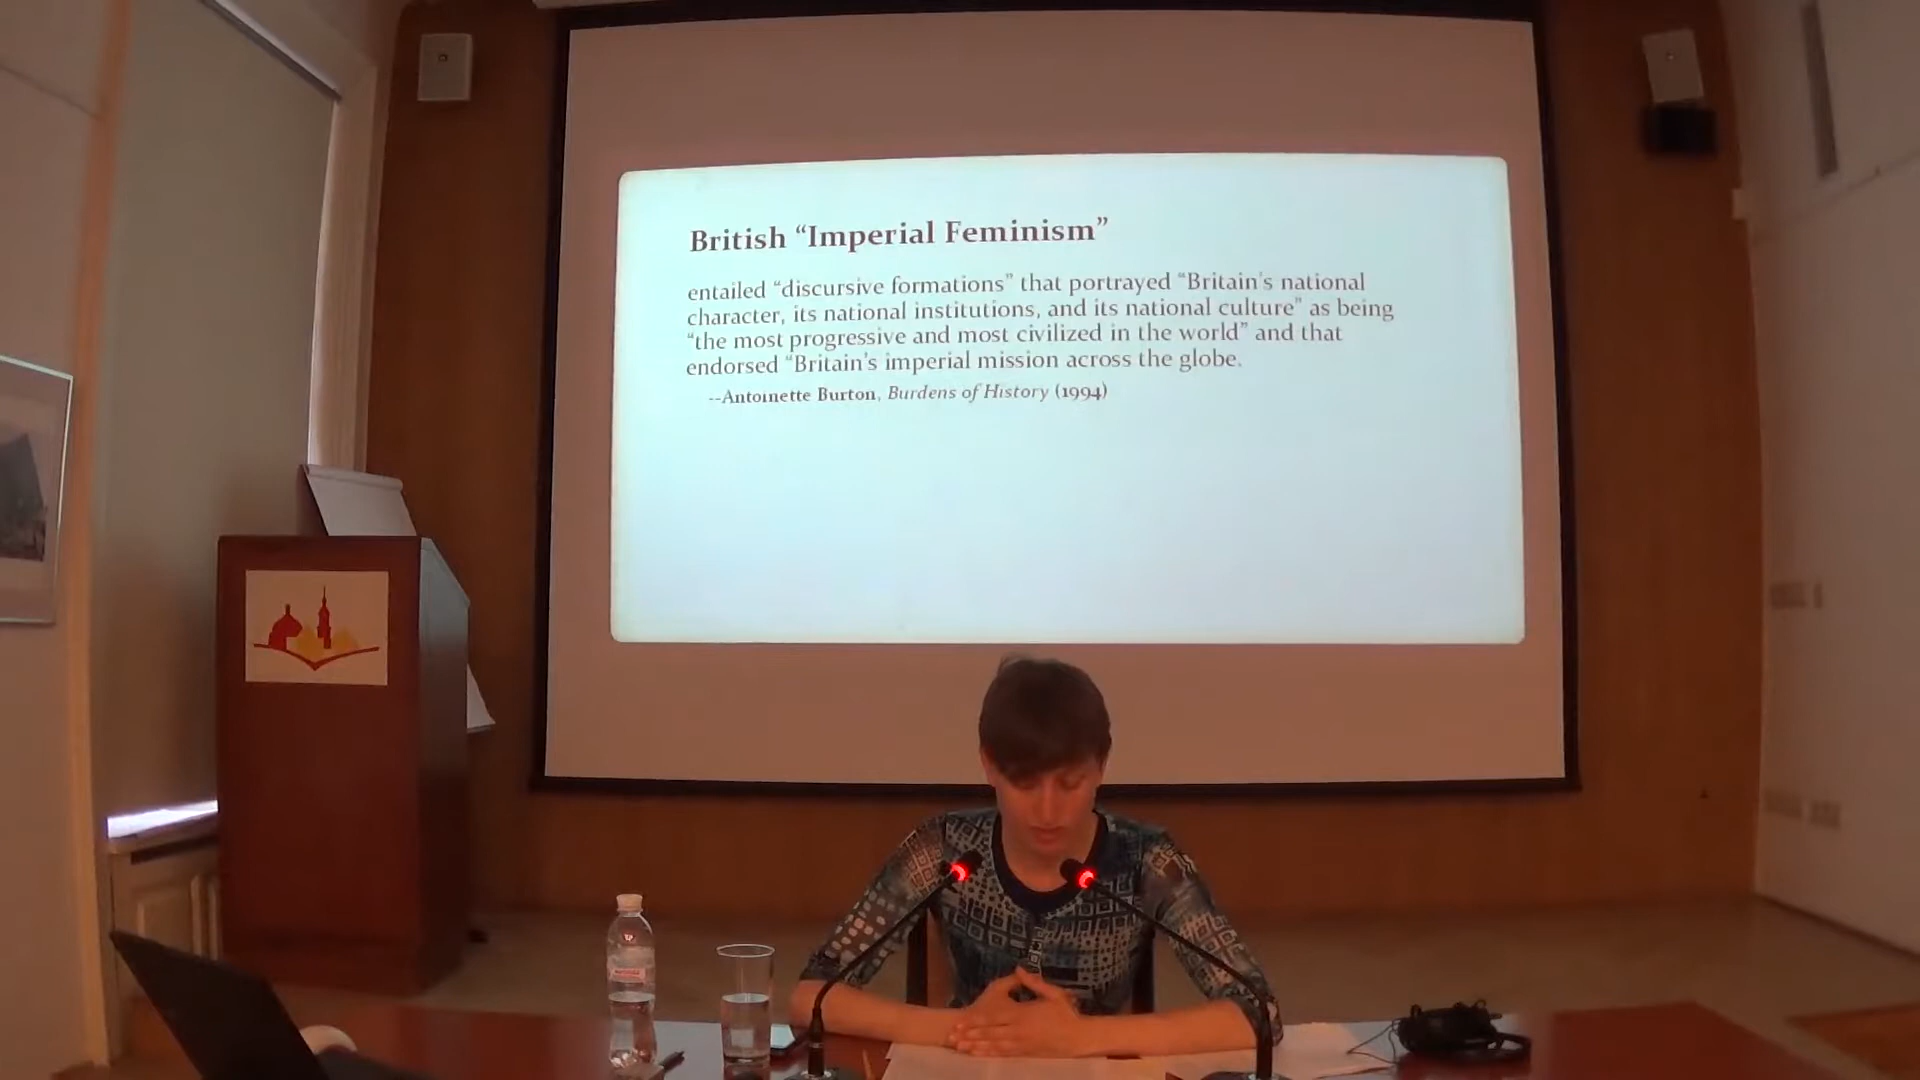 British “Imperial Feminism”
entailed “discursive formations” that portrayed “Britain’s national
character, its national institutions, and its national culture” as being
“the most progressive and most civilized in the world” and that
endorsed “Britain’s imperial mission across the globe.
--Antoinette Burton, Burdens of History (1994)